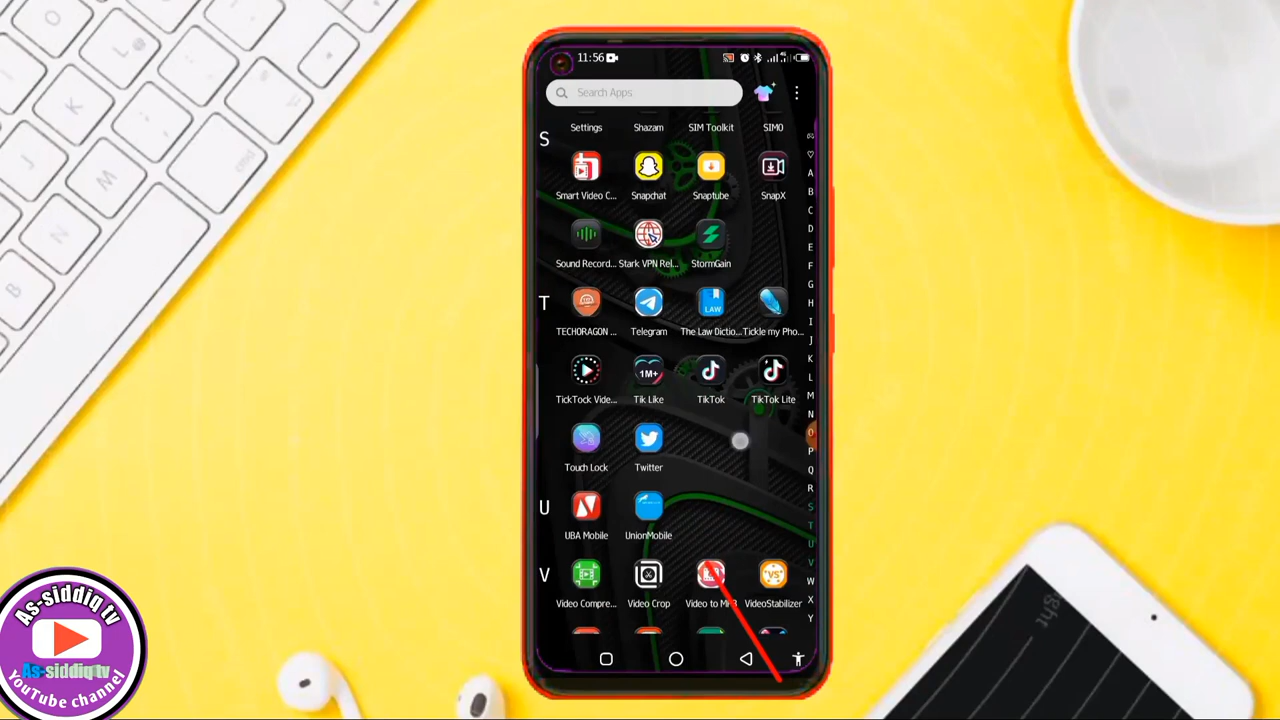 11:56
Search Apps
Settings Shazam SIM Toolkit SIMO
S
Smart Video C... Snapchat Snaptube SnapX
Sound Record... Stark VPN Rel... StormGain
T
LAW
TECHORAGON ... Telegram The Law Dictio... Tickle my Pho...
1M+
TickTock Vide... Tik Like TikTok TikTok Lite
Touch Lock Twitter
U
UBA Mobile UnionMobile
V
VS
Video Compre... Video Crop Video to MP3 VideoStabilizer
A
B
C
D
E
F
G
H
I
J
K
L
M
N
O
P
Q
R
S
T
U
V
W
X
Y
As-siddiq tv
As-siddiq tv
YouTube channel
L
K
J
M
N
B
ght